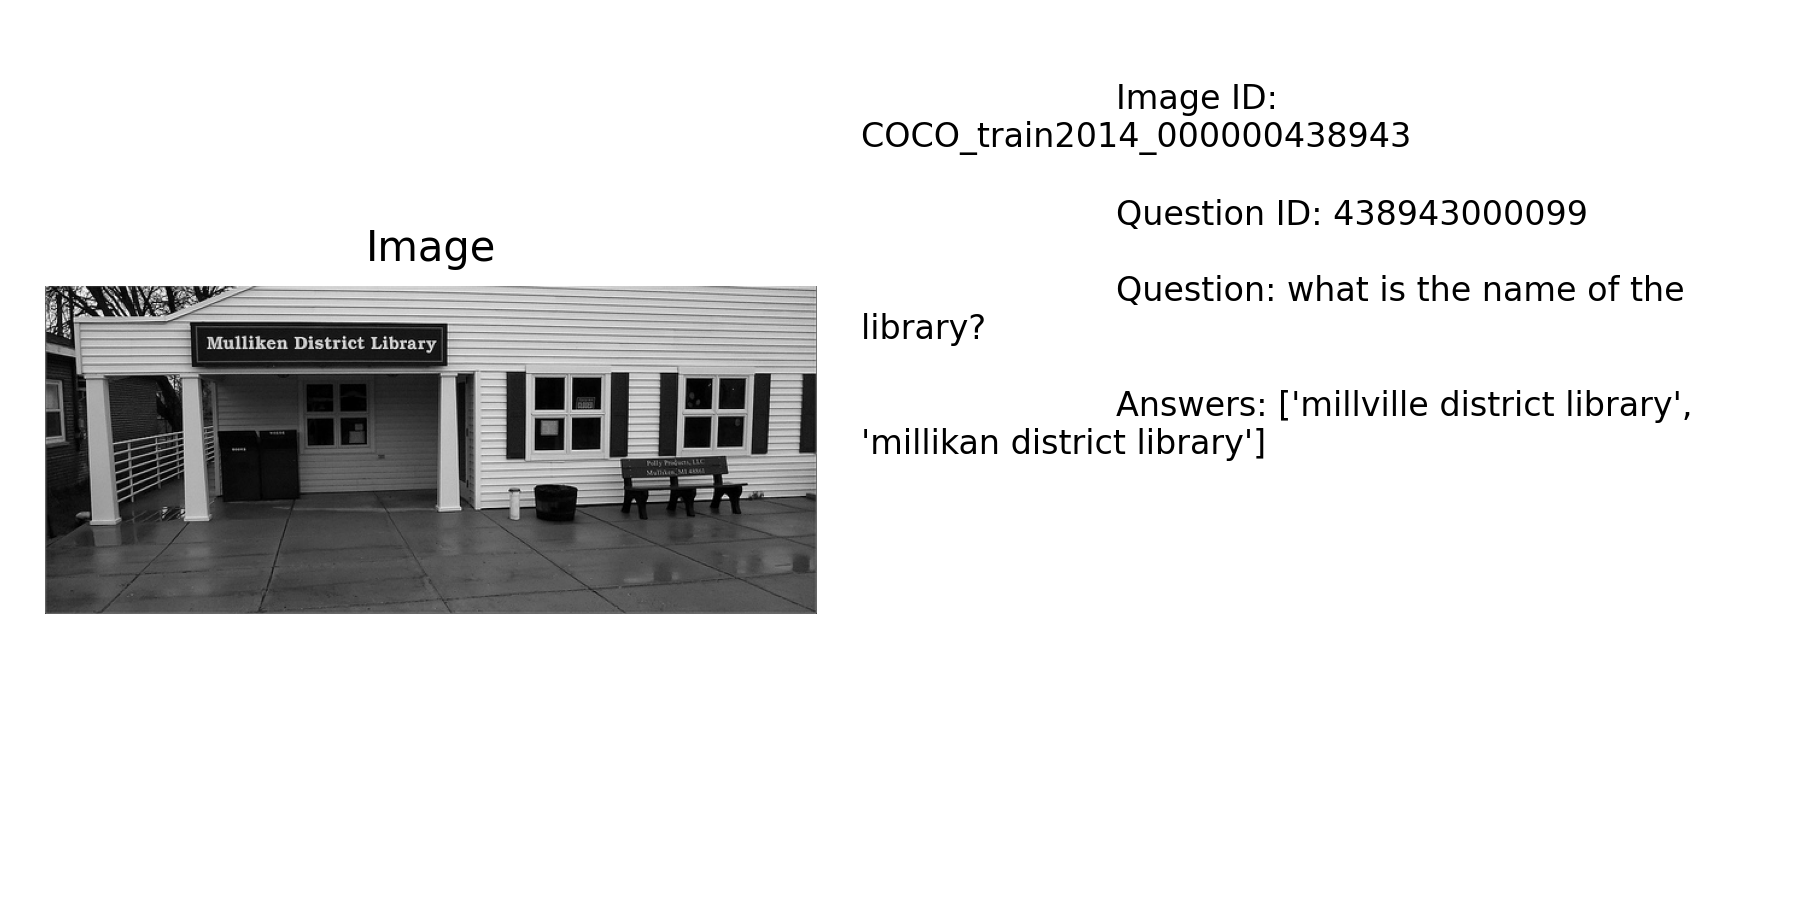 Image ID:
COCO_train2014_000000438943
Question ID: 438943000099
Question: what is the name of the
library?
Answers: ['millville district library',
'millikan district library']
Image
Mulliken District Library
Polly Products, LLC
Mulliken, MI 48861